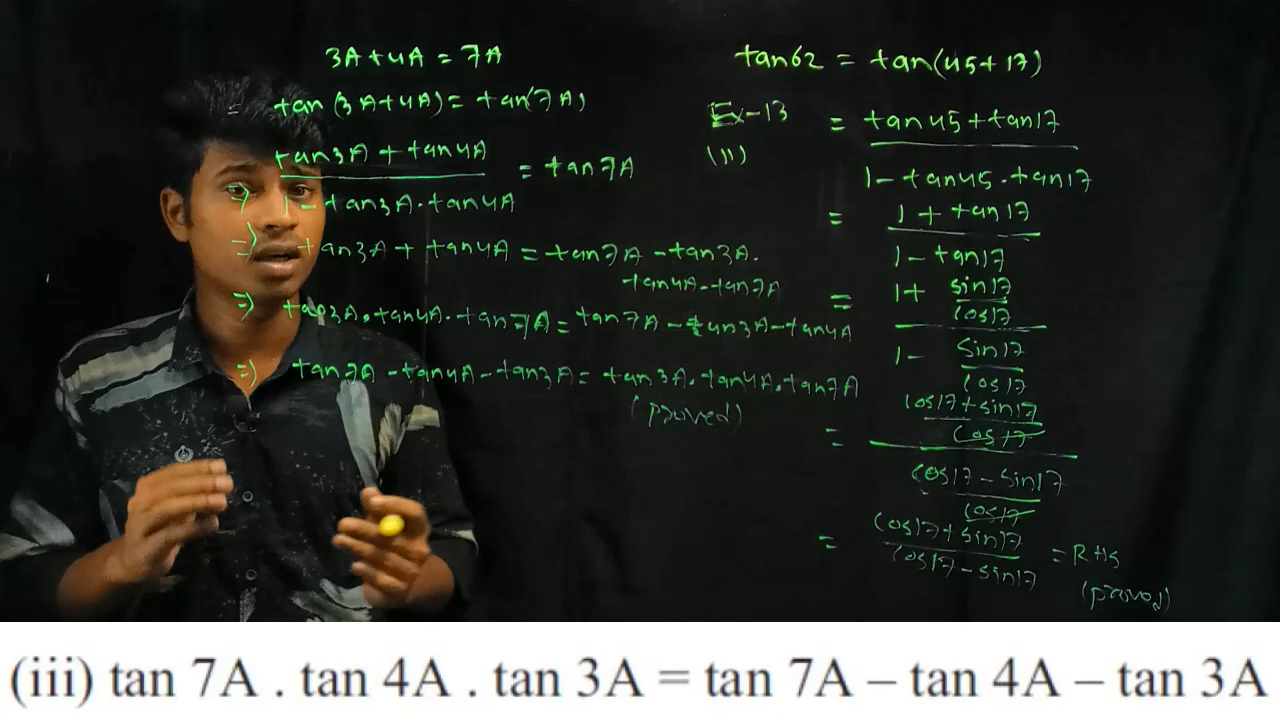 3A + 4A = 7A
= tan (3A+4A) = tan(7A)
tan3A + tan4A
= tan7A
=> 1 - tan3A . tan4A
=> tan3A + tan4A = tan7A - tan3A .
tan4A . tan7A
=> tan3A . tan4A . tan7A = tan7A - tan3A - tan4A
=> tan7A - tan4A - tan3A = tan3A . tan4A . tan7A
(proved)
tan62 = tan(45+17)
Ex-13
(11)
= tan45 + tan17
1 - tan45 . tan17
= 1 + tan17
1 - tan17
= 1 + sin17
cos17
1 - sin17
cos17
cos17 + sin17
cos17
=
cos17 - sin17
cos17
= cos17 + sin17
cos17 - sin17
= RHS
(proved)
(iii) tan 7A . tan 4A . tan 3A = tan 7A – tan 4A – tan 3A